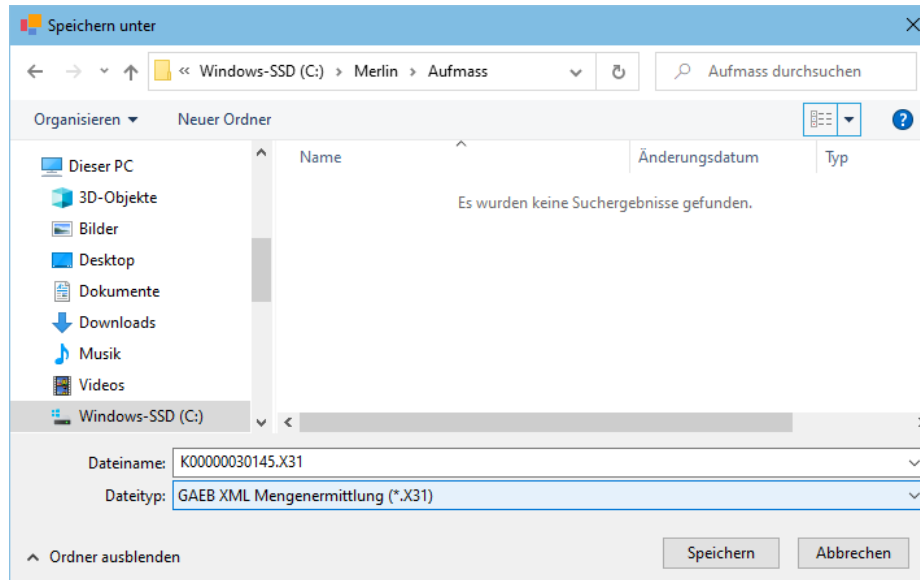 Speichern unter
« Windows-SSD (C:) › Merlin › Aufmass
Aufmass durchsuchen
Organisieren
Neuer Ordner
Name
Änderungsdatum
Typ
Es wurden keine Suchergebnisse gefunden.
Dieser PC
3D-Objekte
Bilder
Desktop
Dokumente
Downloads
Musik
Videos
Windows-SSD (C:)
Dateiname: K00000030145.X31
Dateityp: GAEB XML Mengenermittlung (*.X31)
Ordner ausblenden
Speichern
Abbrechen